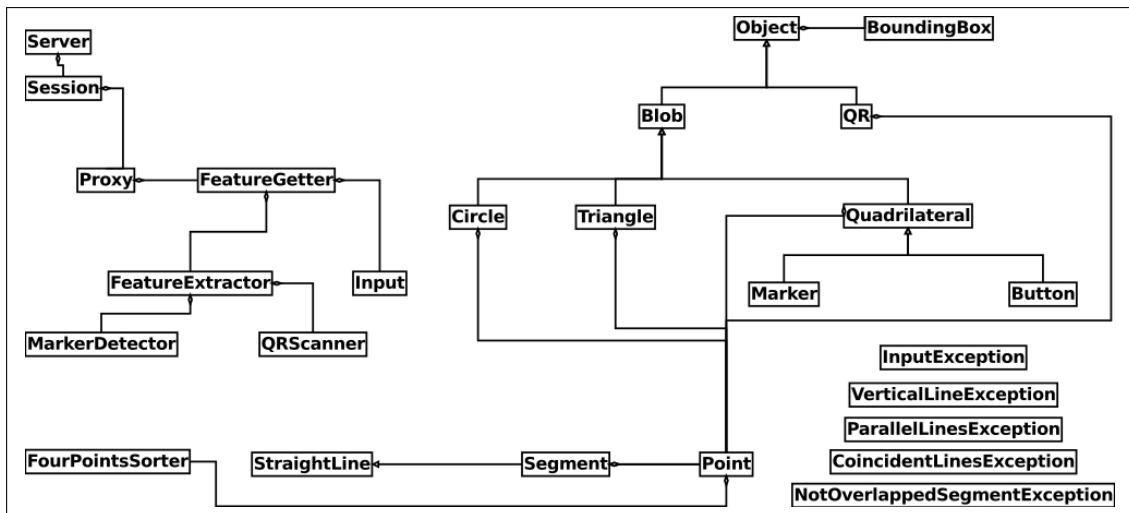 Object
BoundingBox
Server
Session
Blob
QR
Proxy
FeatureGetter
Circle
Triangle
Quadrilateral
FeatureExtractor
Input
Marker
Button
MarkerDetector
QRScanner
InputException
VerticalLineException
ParallelLinesException
FourPointsSorter
StraightLine
Segment
Point
CoincidentLinesException
NotOverlappedSegmentException